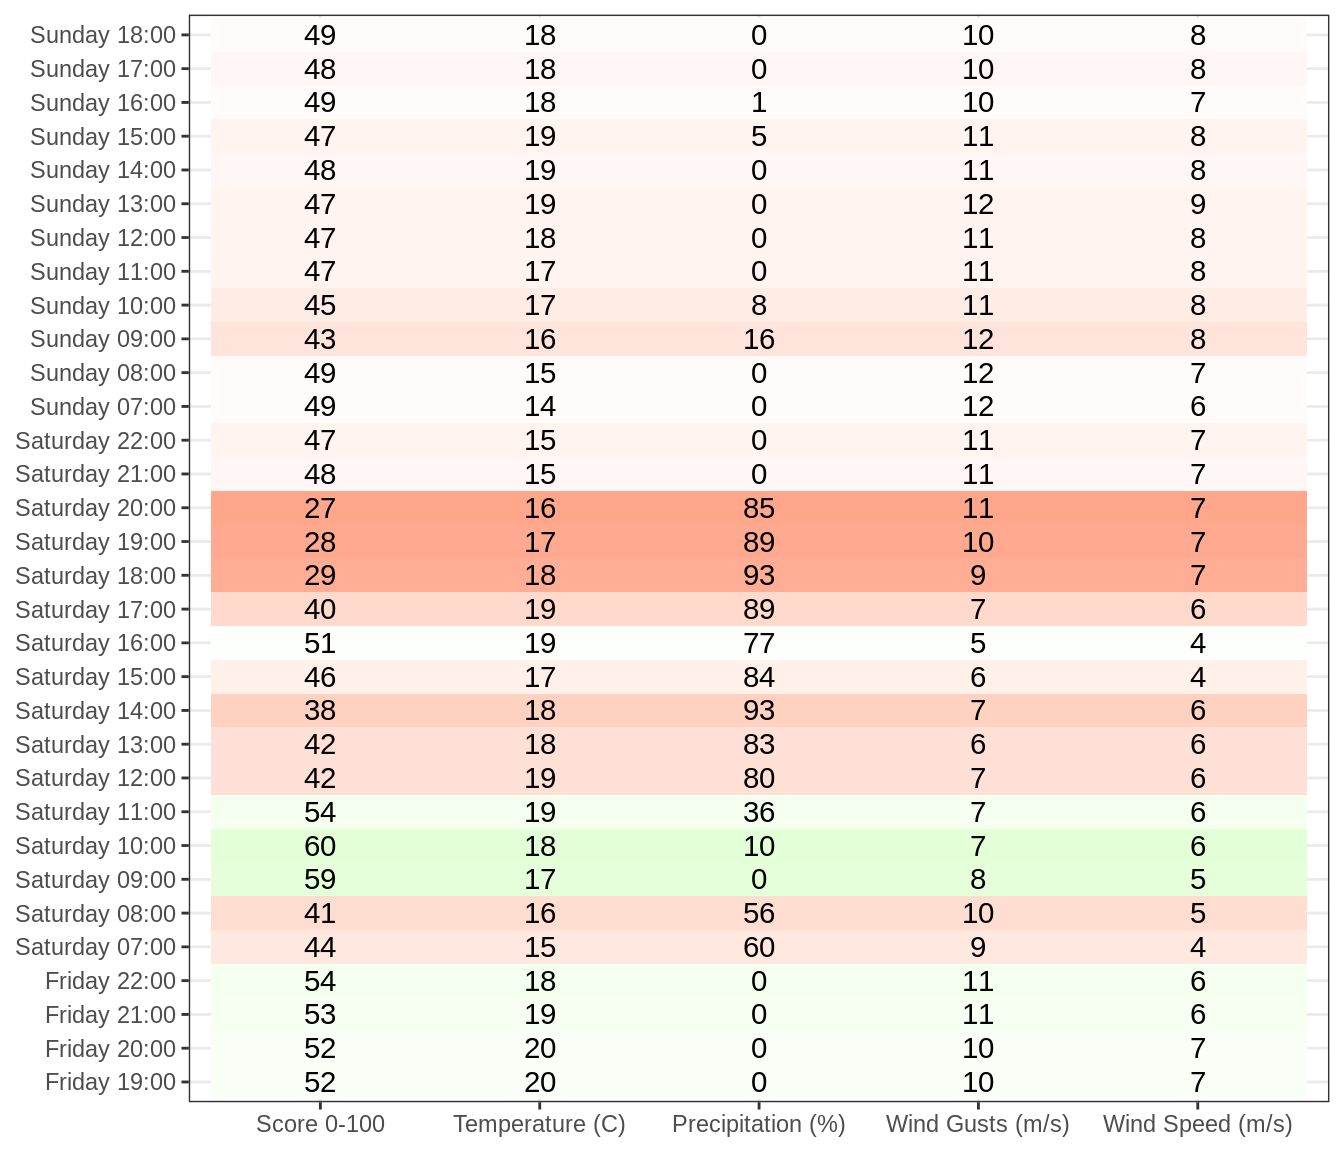 Sunday 18:00 49 18 0 10 8
Sunday 17:00 48 18 0 10 8
Sunday 16:00 49 18 1 10 7
Sunday 15:00 47 19 5 11 8
Sunday 14:00 48 19 0 11 8
Sunday 13:00 47 19 0 12 9
Sunday 12:00 47 18 0 11 8
Sunday 11:00 47 17 0 11 8
Sunday 10:00 45 17 8 11 8
Sunday 09:00 43 16 16 12 8
Sunday 08:00 49 15 0 12 7
Sunday 07:00 49 14 0 12 6
Saturday 22:00 47 15 0 11 7
Saturday 21:00 48 15 0 11 7
Saturday 20:00 27 16 85 11 7
Saturday 19:00 28 17 89 10 7
Saturday 18:00 29 18 93 9 7
Saturday 17:00 40 19 89 7 6
Saturday 16:00 51 19 77 5 4
Saturday 15:00 46 17 84 6 4
Saturday 14:00 38 18 93 7 6
Saturday 13:00 42 18 83 6 6
Saturday 12:00 42 19 80 7 6
Saturday 11:00 54 19 36 7 6
Saturday 10:00 60 18 10 7 6
Saturday 09:00 59 17 0 8 5
Saturday 08:00 41 16 56 10 5
Saturday 07:00 44 15 60 9 4
Friday 22:00 54 18 0 11 6
Friday 21:00 53 19 0 11 6
Friday 20:00 52 20 0 10 7
Friday 19:00 52 20 0 10 7
Score 0-100 Temperature (C) Precipitation (%) Wind Gusts (m/s) Wind Speed (m/s)